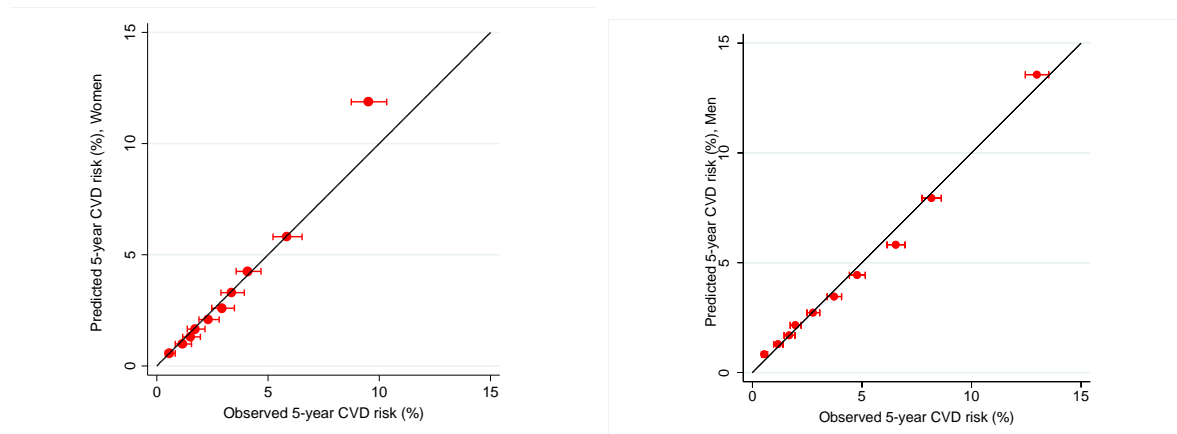 Predicted 5-year CVD risk (%), Women
15
10
5
0
0 5 10 15
Observed 5-year CVD risk (%)
Predicted 5-year CVD risk (%), Men
15
10
5
0
0 5 10 15
Observed 5-year CVD risk (%)